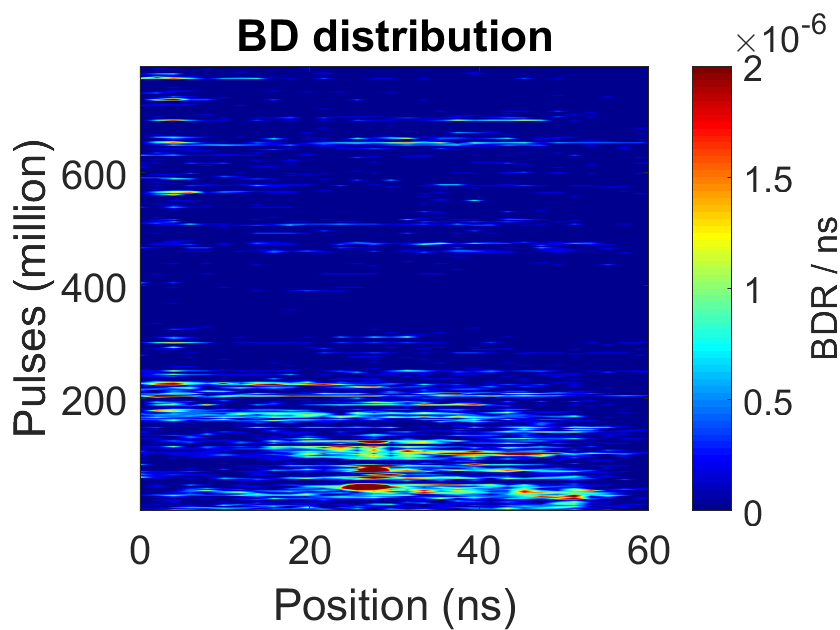 BD distribution
×10-6
2
1.5
1
0.5
0
BDR / ns
600
400
200
Pulses (million)
0 20 40 60
Position (ns)